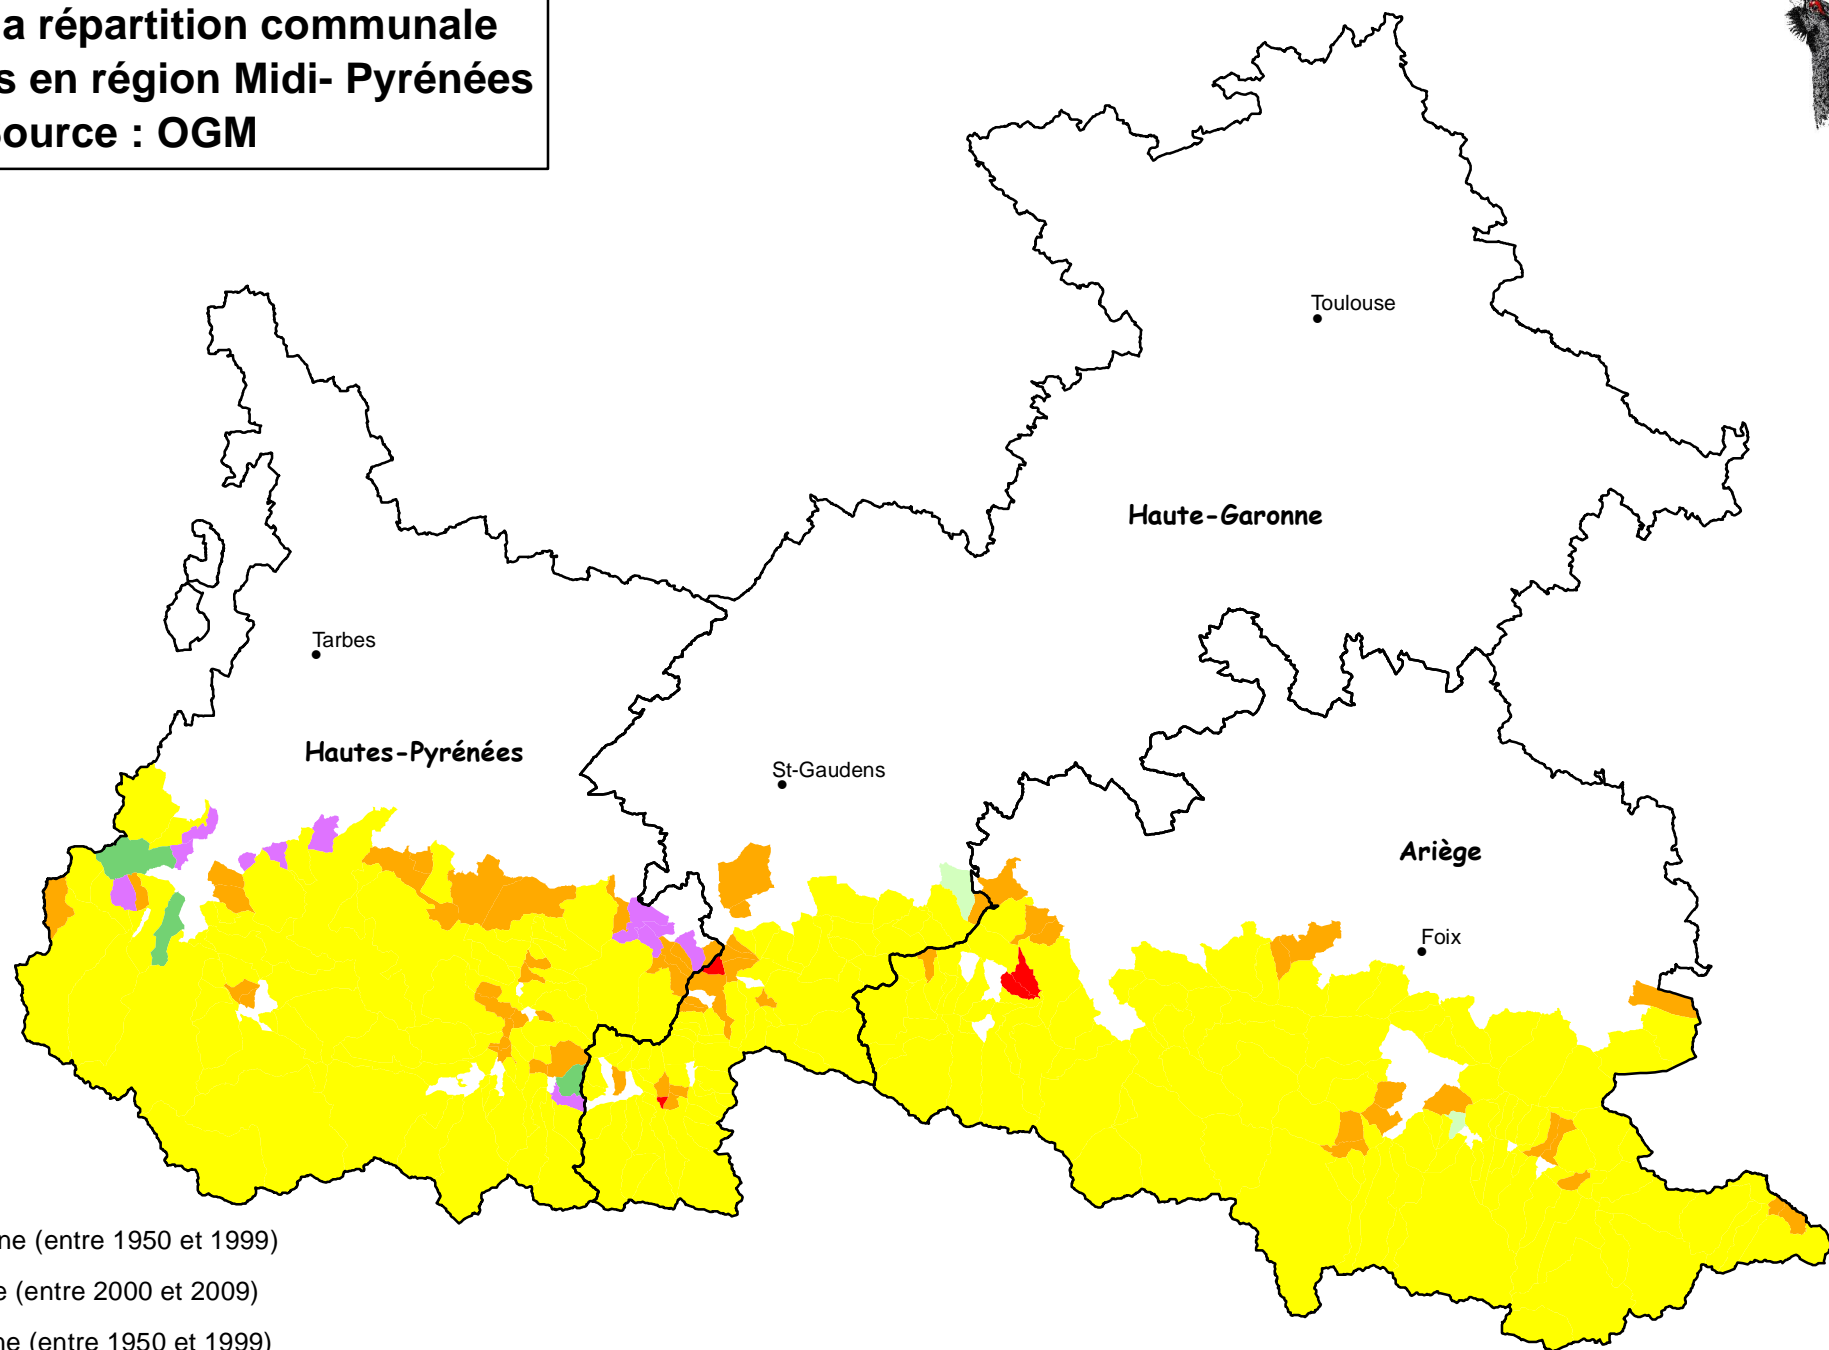 a répartition communale
s en région Midi- Pyrénées
ource : OGM
Toulouse
Haute-Garonne
Tarbes
Hautes-Pyrénées
St-Gaudens
Ariège
Foix
ne (entre 1950 et 1999)
e (entre 2000 et 2009)
ne (entre 1950 et 1999)